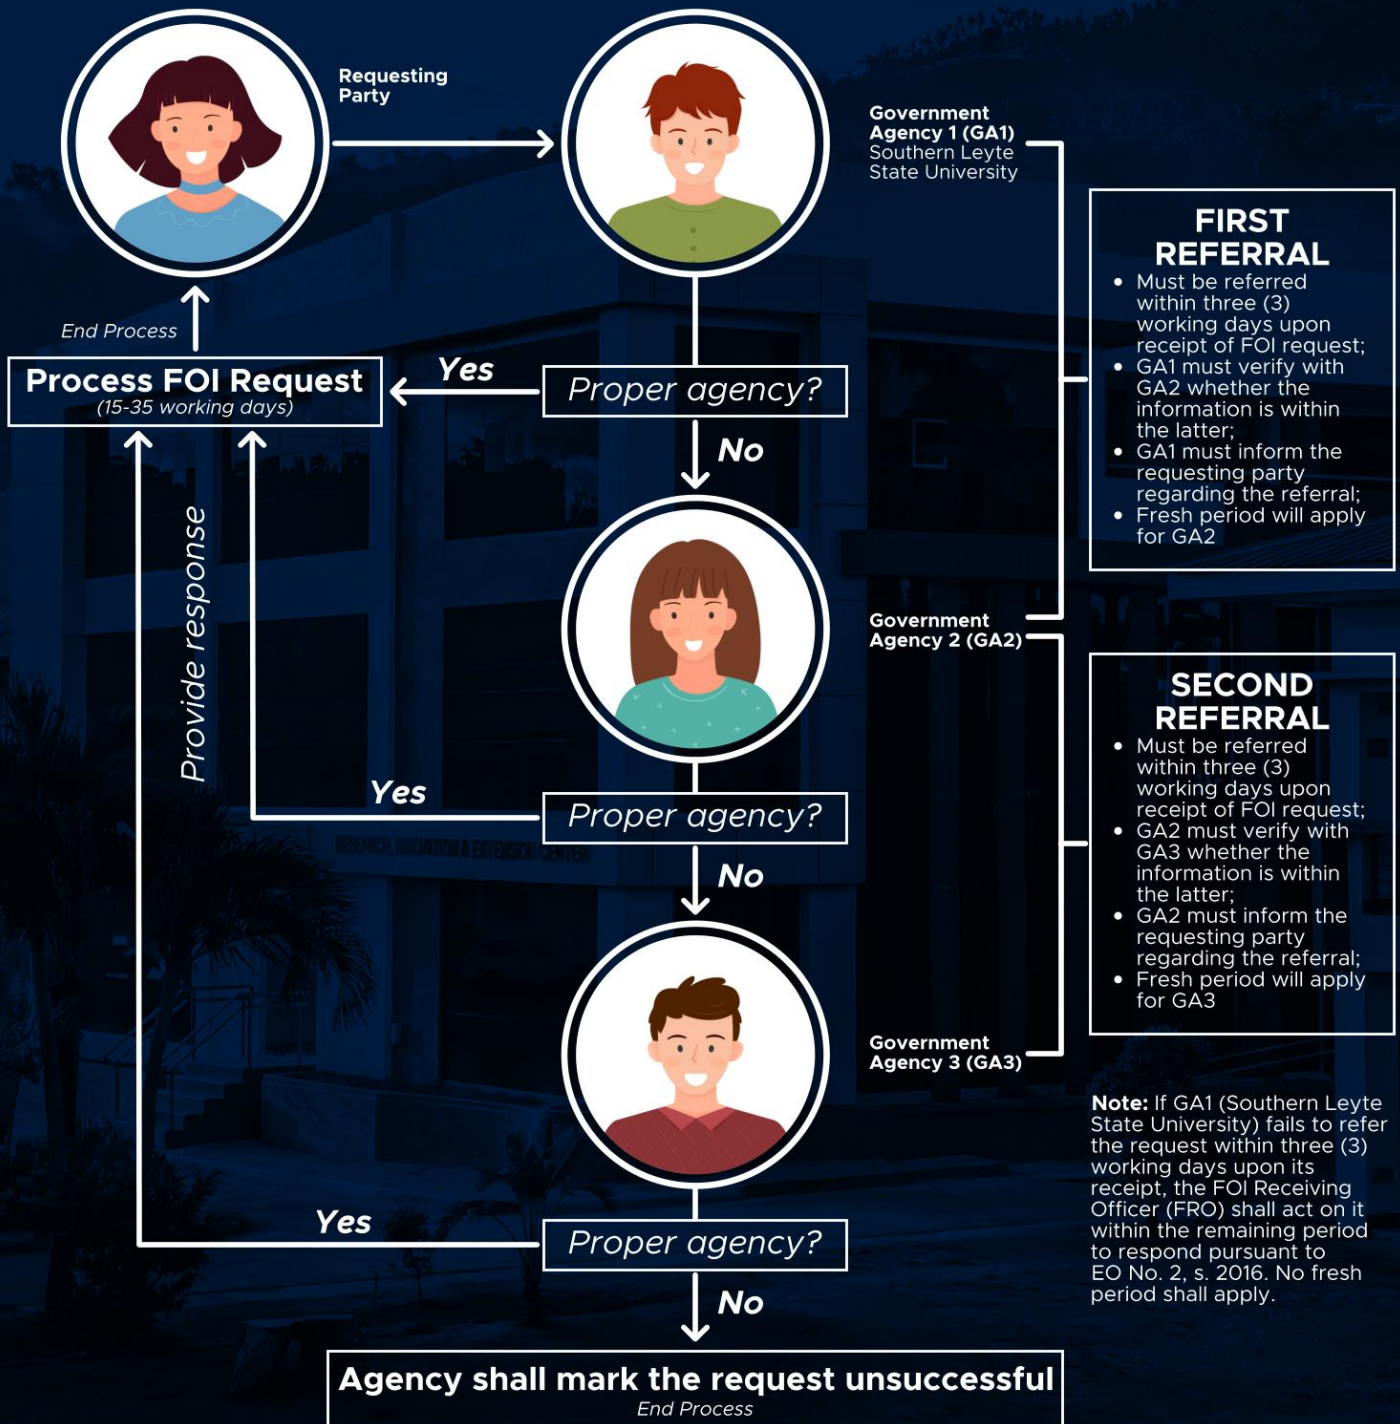 Requesting
Party
Government
Agency 1 (GA1)
Southern Leyte
State University
FIRST
REFERRAL
• Must be referred
within three (3)
working days upon
receipt of FOI request;
• GA1 must verify with
GA2 whether the
information is within
the latter;
• GA1 must inform the
requesting party
regarding the referral;
• Fresh period will apply
for GA2
End Process
Process FOI Request
(15-35 working days)
Yes
Proper agency?
No
Provide response
Government
Agency 2 (GA2)
SECOND
REFERRAL
• Must be referred
within three (3)
working days upon
receipt of FOI request;
• GA2 must verify with
GA3 whether the
information is within
the latter;
• GA2 must inform the
requesting party
regarding the referral;
• Fresh period will apply
for GA3
Yes
Proper agency?
RESEARCH, INNOVATION & EXTENSION CENTER
No
Government
Agency 3 (GA3)
Note: If GA1 (Southern Leyte
State University) fails to refer
the request within three (3)
working days upon its
receipt, the FOI Receiving
Officer (FRO) shall act on it
within the remaining period
to respond pursuant to
EO No. 2, s. 2016. No fresh
period shall apply.
Yes
Proper agency?
No
Agency shall mark the request unsuccessful
End Process